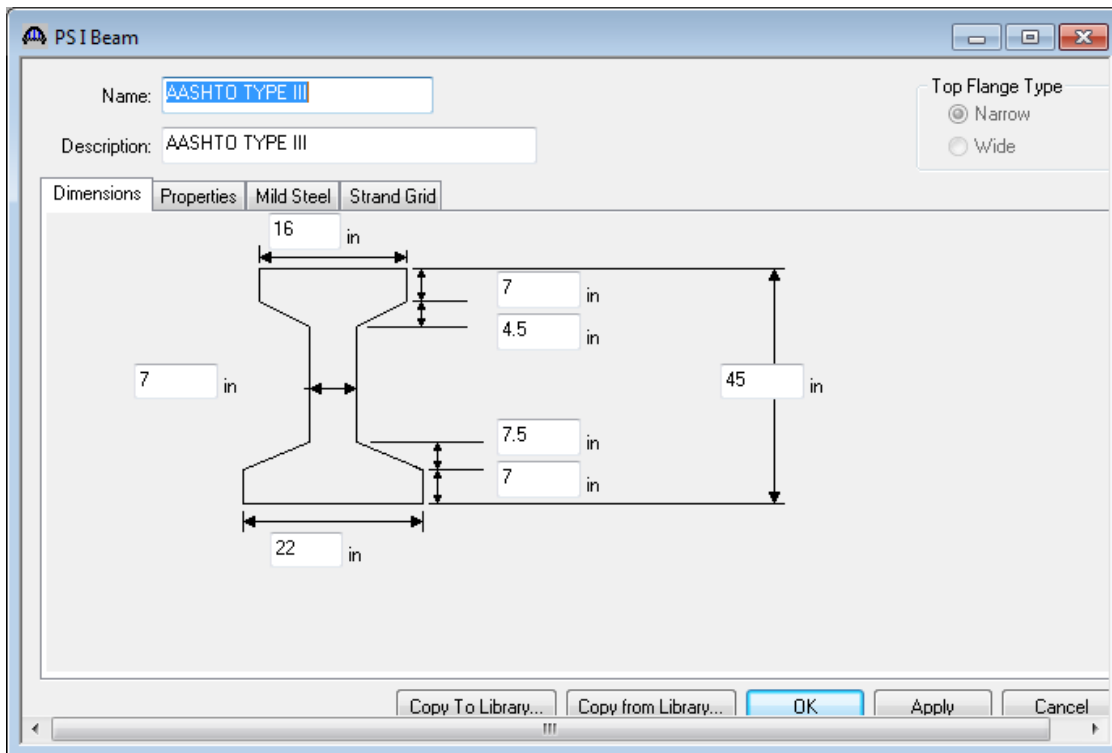 PS I Beam
Name: AASHTO TYPE III
Description: AASHTO TYPE III
Top Flange Type
Narrow
Wide
Dimensions Properties Mild Steel Strand Grid
16 in
7 in
4.5 in
7 in
45 in
7.5 in
7 in
22 in
Copy To Library... Copy from Library... OK Apply Cancel